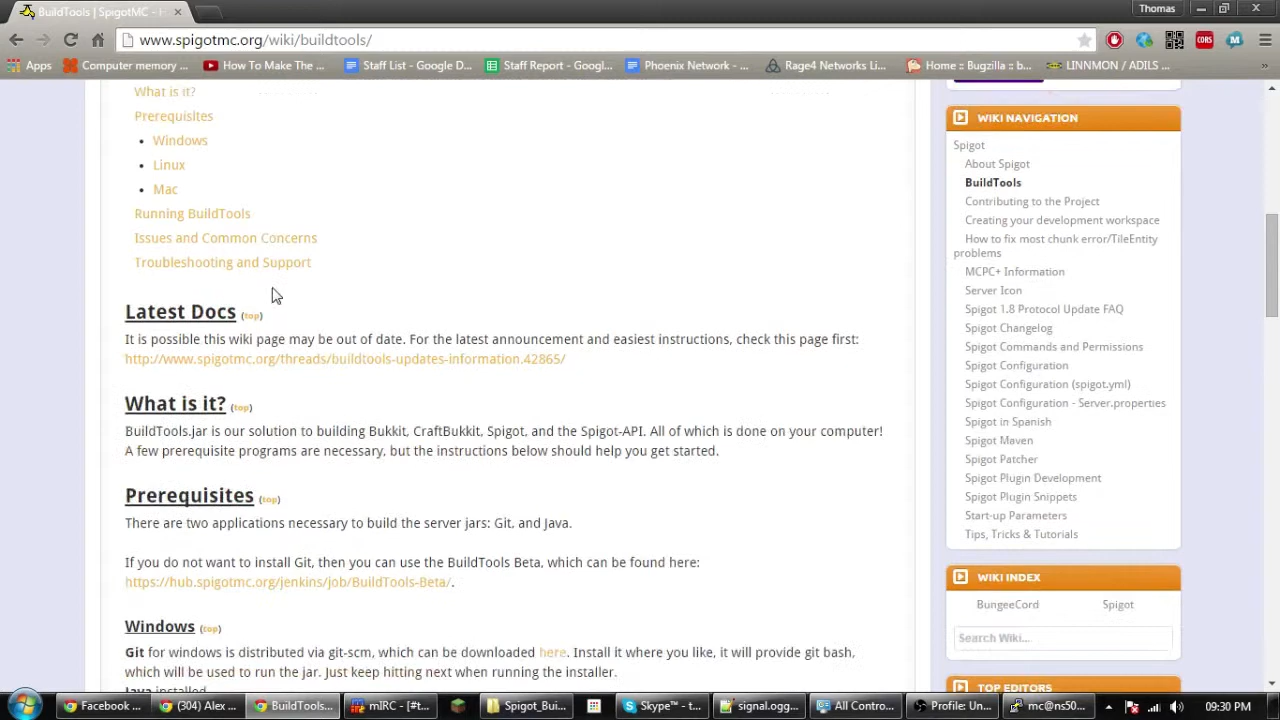 BuildTools | SpigotMC - H
Thomas
www.spigotmc.org/wiki/buildtools/
Apps
Computer memory ...
How To Make The ...
Staff List - Google D...
Staff Report - Googl...
Phoenix Network - ...
Rage4 Networks Li...
Home :: Bugzilla :: b...
LINNMON / ADILS ...
What is it?
Prerequisites
Windows
Linux
Mac
Running BuildTools
Issues and Common Concerns
Troubleshooting and Support
Latest Docs (top)
It is possible this wiki page may be out of date. For the latest announcement and easiest instructions, check this page first:
http://www.spigotmc.org/threads/buildtools-updates-information.42865/
What is it? (top)
BuildTools.jar is our solution to building Bukkit, CraftBukkit, Spigot, and the Spigot-API. All of which is done on your computer!
A few prerequisite programs are necessary, but the instructions below should help you get started.
Prerequisites (top)
There are two applications necessary to build the server jars: Git, and Java.
If you do not want to install Git, then you can use the BuildTools Beta, which can be found here:
https://hub.spigotmc.org/jenkins/job/BuildTools-Beta/.
Windows (top)
Git for windows is distributed via git-scm, which can be downloaded here. Install it where you like, it will provide git bash,
which will be used to run the jar. Just keep hitting next when running the installer.
Java installed
WIKI NAVIGATION
Spigot
About Spigot
BuildTools
Contributing to the Project
Creating your development workspace
How to fix most chunk error/TileEntity
problems
MCPC+ Information
Server Icon
Spigot 1.8 Protocol Update FAQ
Spigot Changelog
Spigot Commands and Permissions
Spigot Configuration
Spigot Configuration (spigot.yml)
Spigot Configuration - Server.properties
Spigot in Spanish
Spigot Maven
Spigot Patcher
Spigot Plugin Development
Spigot Plugin Snippets
Start-up Parameters
Tips, Tricks & Tutorials
WIKI INDEX
BungeeCord Spigot
Search Wiki...
TOP EDITORS
Facebook ...
(304) Alex ...
BuildTools...
mIRC - [#t...
Spigot_Bui...
Skype™ - t...
signal.ogg...
All Contro...
Profile: Un...
mc@ns50...
09:30 PM